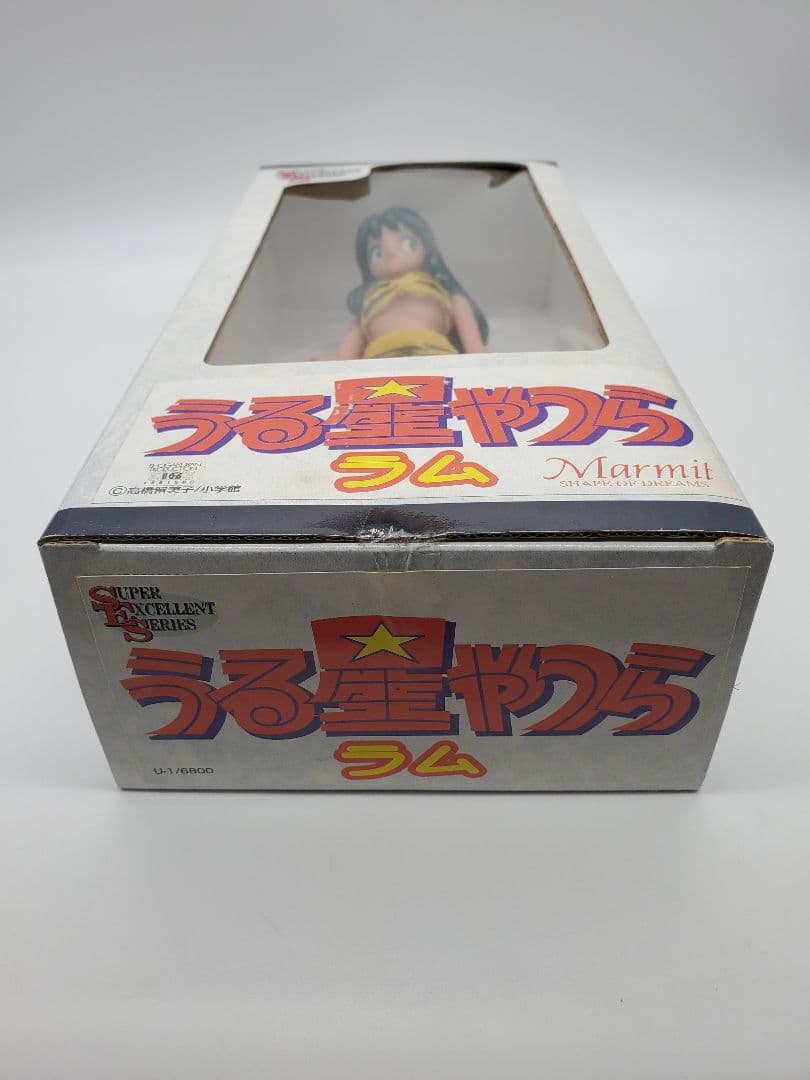 うる星やつら
ラム
Marmit
SHAPE OF DREAMS
©高橋留美子/小学館
SUPER
EXCELLENT
SERIES
うる星やつら
ラム
U-1/6800